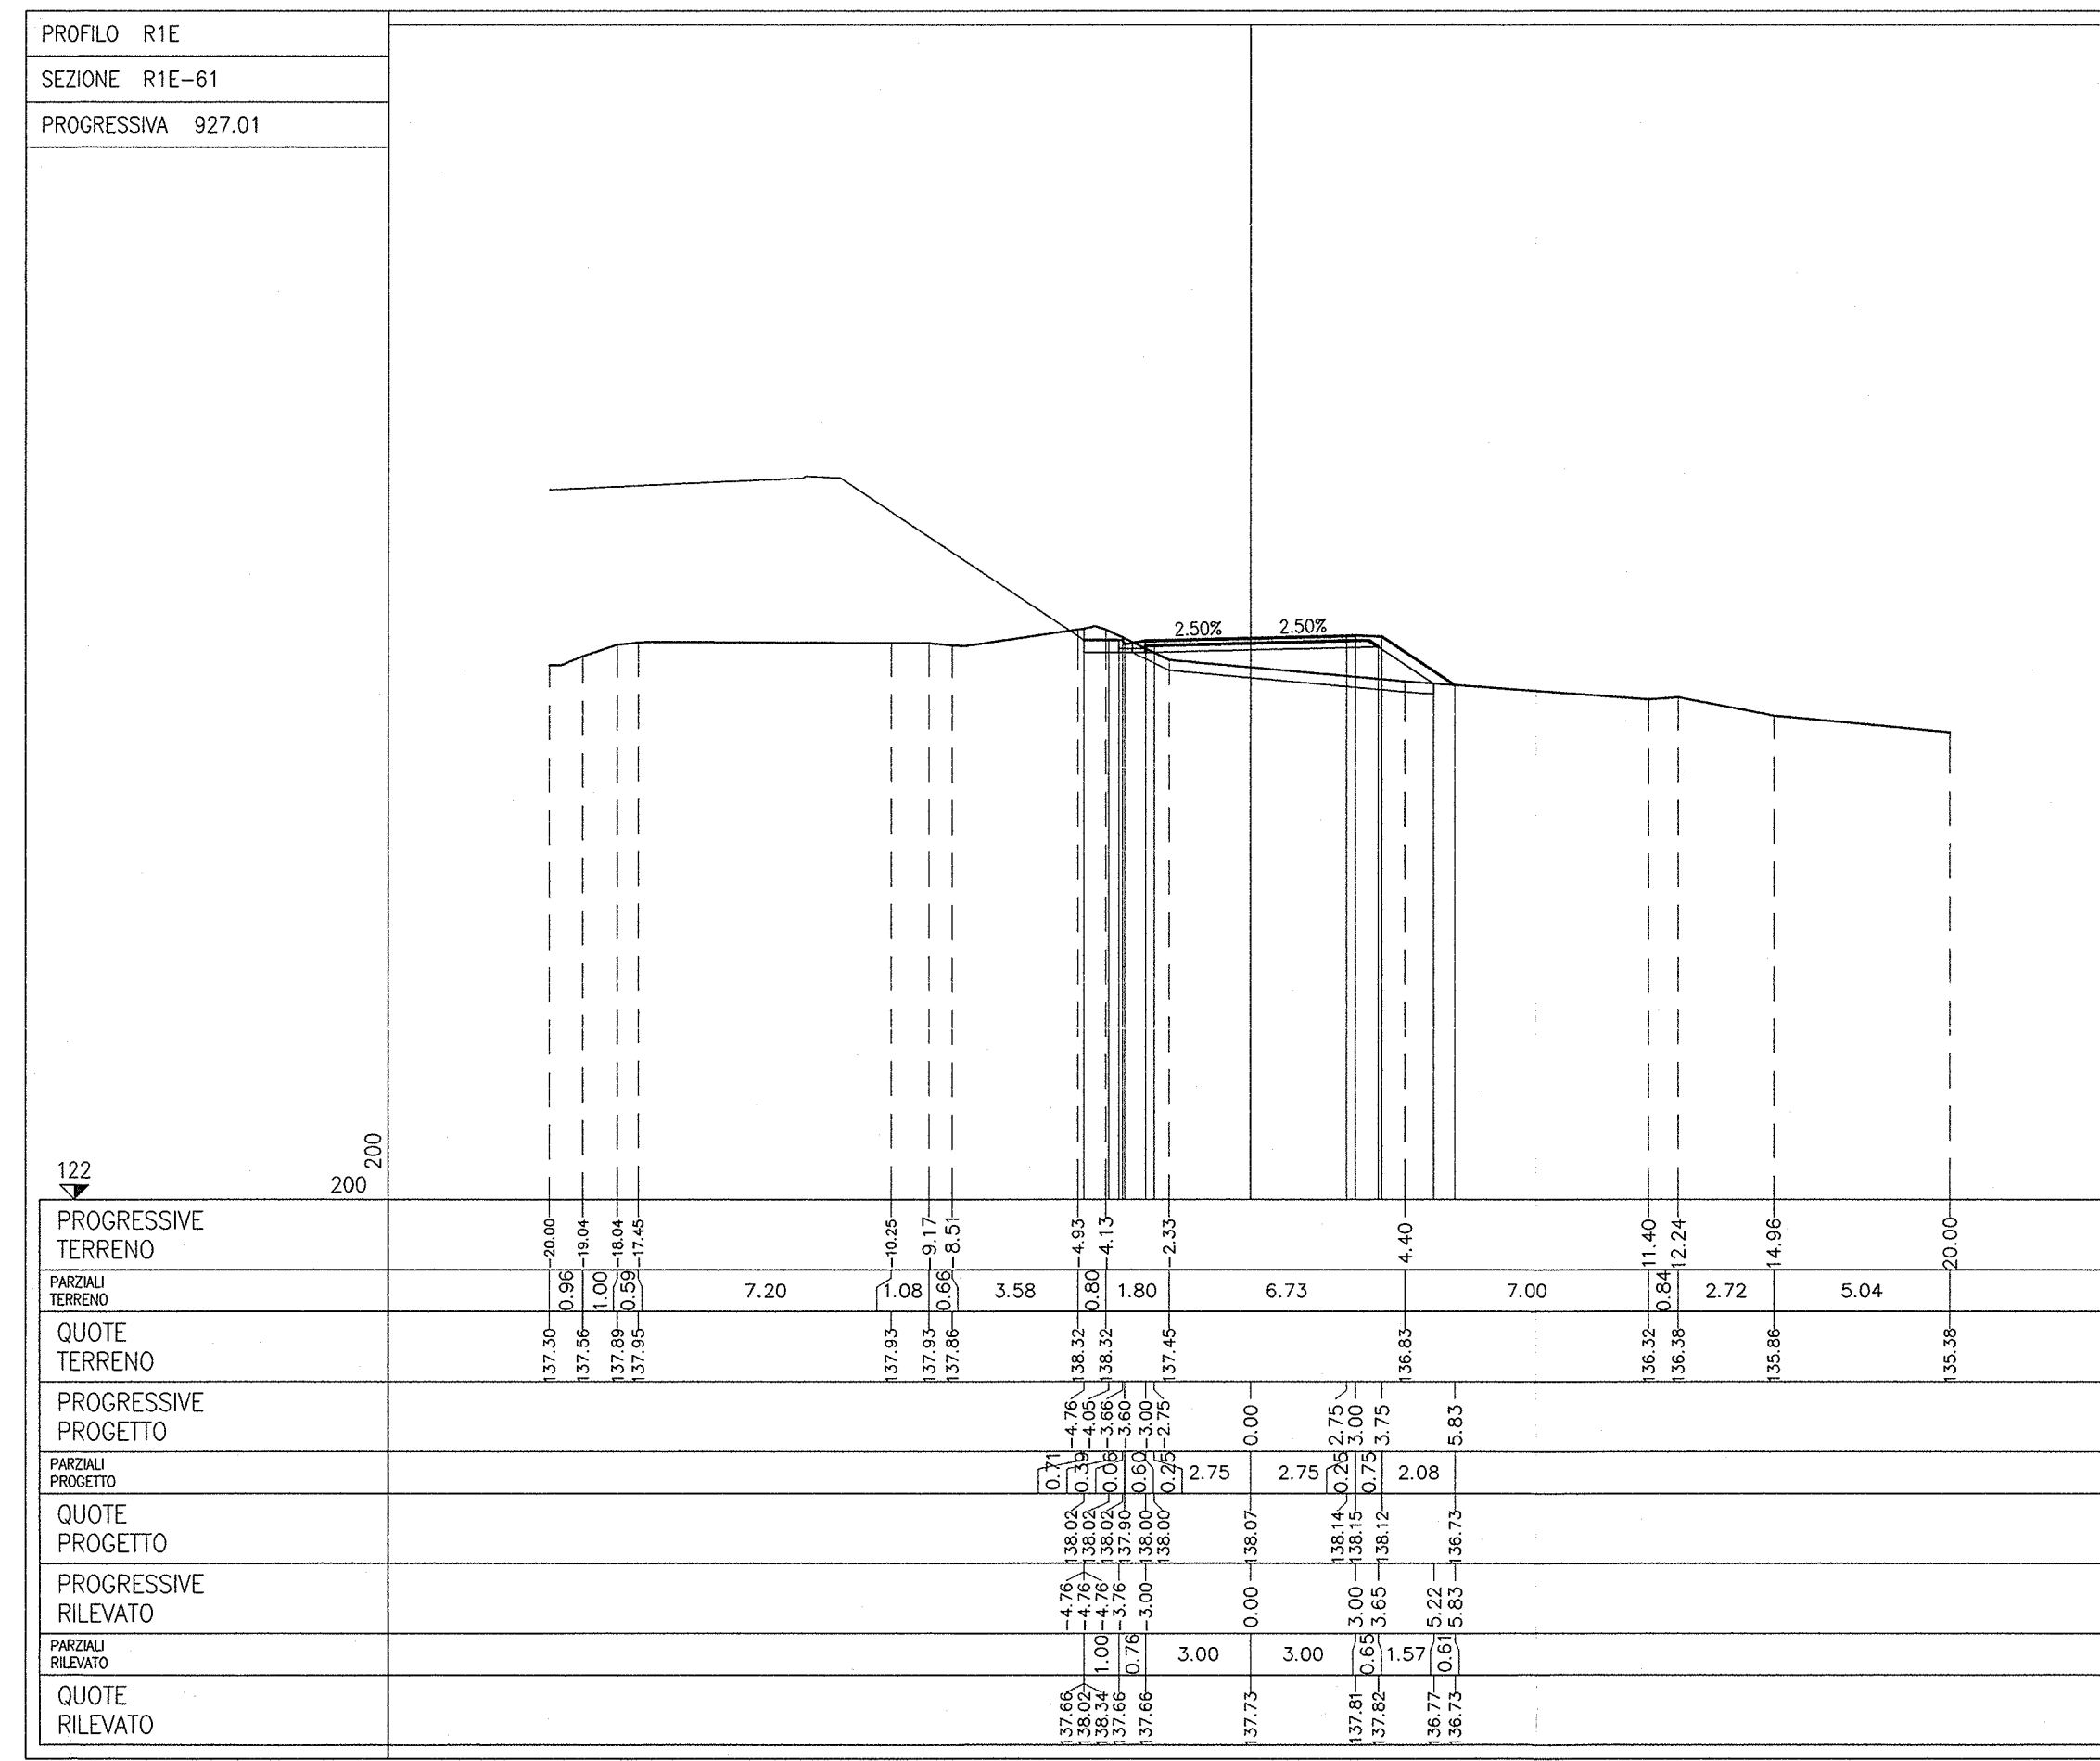 PROFILO R1E
SEZIONE R1E-61
PROGRESSIVA 927.01
2.50% 2.50%
200
122
200
PROGRESSIVE
TERRENO
-20.00 -19.04 -18.04 -17.45 -10.25 -9.17 -8.51 -4.93 -4.13 -2.33 4.40 11.40 12.24 14.96 20.00
PARZIALI
TERRENO
0.96 1.00 0.59 7.20 1.08 0.66 3.58 0.80 1.80 6.73 7.00 0.84 2.72 5.04
QUOTE
TERRENO
137.30 137.56 137.89 137.95 137.93 137.93 137.86 138.32 138.32 137.45 136.83 136.32 136.38 135.86 135.38
PROGRESSIVE
PROGETTO
-4.76 -4.05 -3.66 -3.60 -3.00 -2.75 0.00 2.75 3.00 3.75 5.83
PARZIALI
PROGETTO
0.71 0.39 0.06 0.60 0.25 2.75 2.75 0.25 0.75 2.08
QUOTE
PROGETTO
138.02 138.02 138.02 137.90 138.00 138.00 138.07 138.14 138.15 138.12 136.73
PROGRESSIVE
RILEVATO
-4.76 -4.76 -4.76 -3.76 -3.00 0.00 3.00 3.65 5.22 5.83
PARZIALI
RILEVATO
1.00 0.76 3.00 3.00 0.65 1.57 0.61
QUOTE
RILEVATO
137.66 138.02 138.34 137.66 137.66 137.73 137.81 137.82 136.77 136.73